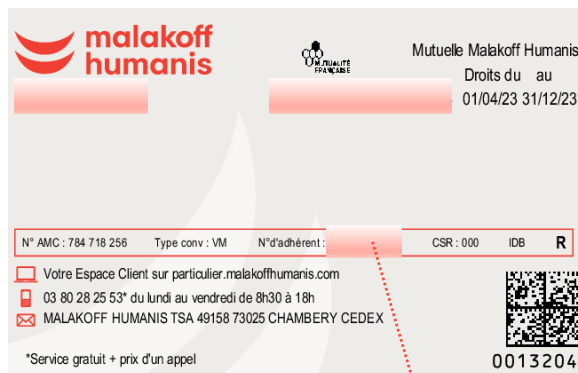 malakoff
humanis
MUTUALITÉ
FRANÇAISE
Mutuelle Malakoff Humanis
Droits du au
01/04/23 31/12/23
N° AMC : 784 718 256 Type conv : VM N°d'adhérent : CSR : 000 IDB R
Votre Espace Client sur particulier.malakoffhumanis.com
03 80 28 25 53* du lundi au vendredi de 8h30 à 18h
MALAKOFF HUMANIS TSA 49158 73025 CHAMBERY CEDEX
*Service gratuit + prix d'un appel
0013204